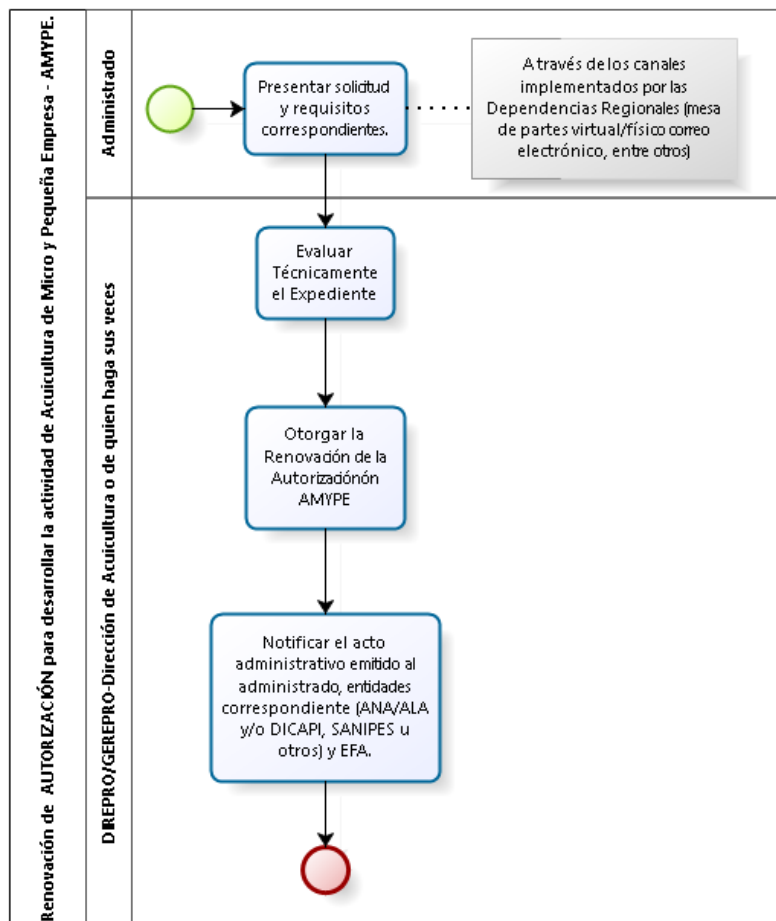 Renovación de AUTORIZACIÓN para desarrollar la actividad de Acuicultura de Micro y Pequeña Empresa - AMYPE.
Administrado
Presentar solicitud
y requisitos
correspondientes.
A través de los canales
implementados por las
Dependencias Regionales (mesa
de partes virtual/físico correo
electrónico, entre otros)
DIREPRO/GEREPRO-Dirección de Acuicultura o de quien haga sus veces
Evaluar
Técnicamente
el Expediente
Otorgar la
Renovación de la
Autorizaciónón
AMYPE
Notificar el acto
administrativo emitido al
administrado, entidades
correspondiente (ANA/ALA
y/o DICAPI, SANIPES u
otros) y EFA.